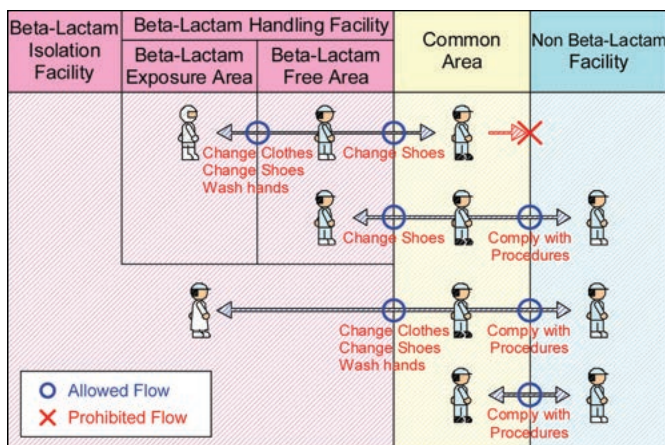 Beta-Lactam
Isolation
Facility
Beta-Lactam Handling Facility
Beta-Lactam
Exposure Area
Beta-Lactam
Free Area
Common
Area
Non Beta-Lactam
Facility
Change Clothes
Change Shoes
Wash hands
Change Shoes
Change Shoes
Comply with
Procedures
Change Clothes
Change Shoes
Wash hands
Comply with
Procedures
Comply with
Procedures
Allowed Flow
Prohibited Flow